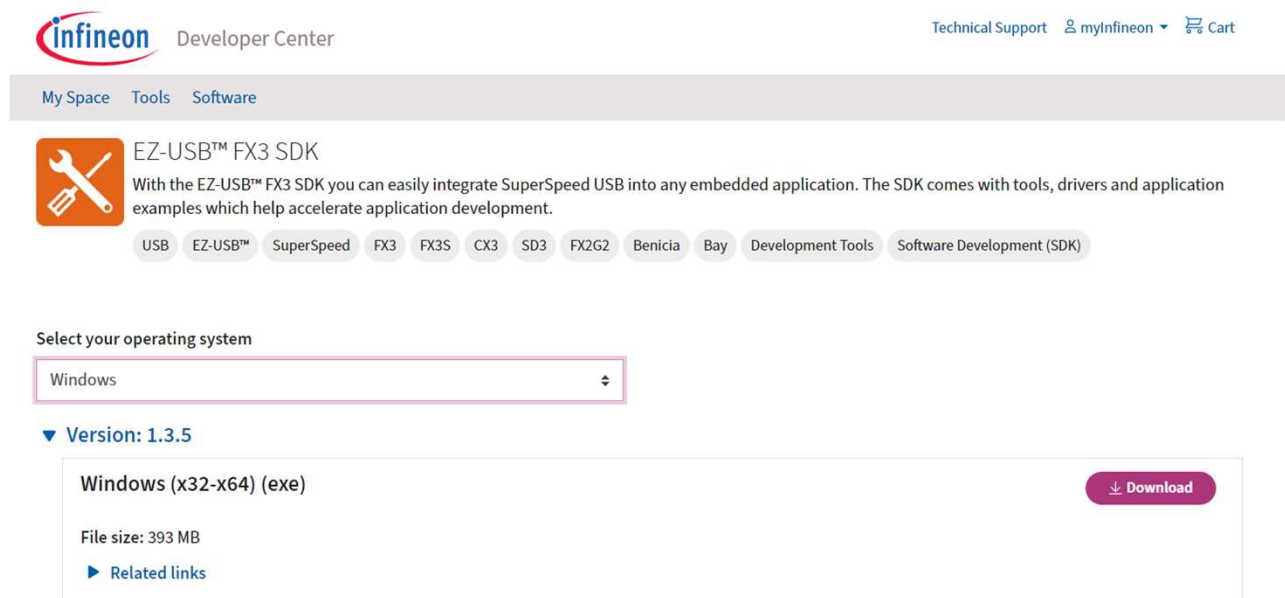 infineon Developer Center
Technical Support myInfineon Cart
My Space Tools Software
EZ-USB™ FX3 SDK
With the EZ-USB™ FX3 SDK you can easily integrate SuperSpeed USB into any embedded application. The SDK comes with tools, drivers and application
examples which help accelerate application development.
USB EZ-USB™ SuperSpeed FX3 FX3S CX3 SD3 FX2G2 Benicia Bay Development Tools Software Development (SDK)
Select your operating system
Windows
Version: 1.3.5
Windows (x32-x64) (exe)
Download
File size: 393 MB
Related links